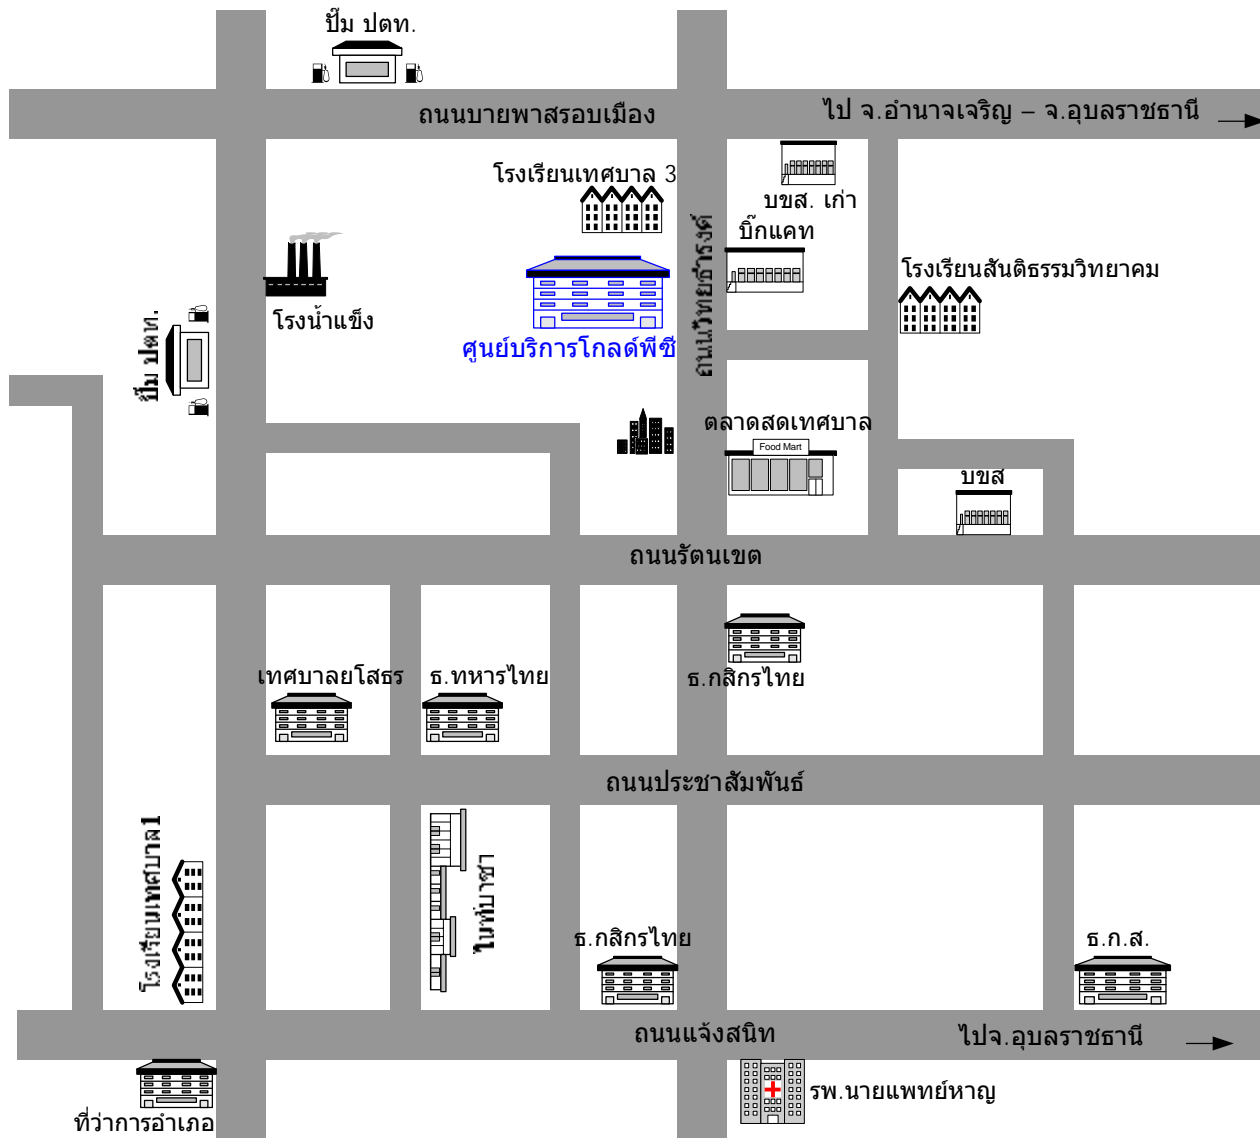 ปั๊ม ปตท.
ถนนบายพาสรอบเมือง
ไป จ.อำนาจเจริญ – จ.อุบลราชธานี
โรงเรียนเทศบาล 3
บขส. เก่า
บิ๊กแคท
ถนนวิทยธำรงค์
โรงเรียนสันติธรรมวิทยาคม
โรงน้ำแข็ง
ปั๊ม ปตท.
ศูนย์บริการโกลด์พีซี
ตลาดสดเทศบาล
Food Mart
บขส
ถนนรัตนเขต
เทศบาลยโสธร
ธ.ทหารไทย
ธ.กสิกรไทย
ถนนประชาสัมพันธ์
โรงเรียนเทศบาล1
ไนท์บาซา
ธ.กสิกรไทย
ธ.ก.ส.
ถนนแจ้งสนิท
ไปจ.อุบลราชธานี
รพ.นายแพทย์หาญ
ที่ว่าการอำเภอ